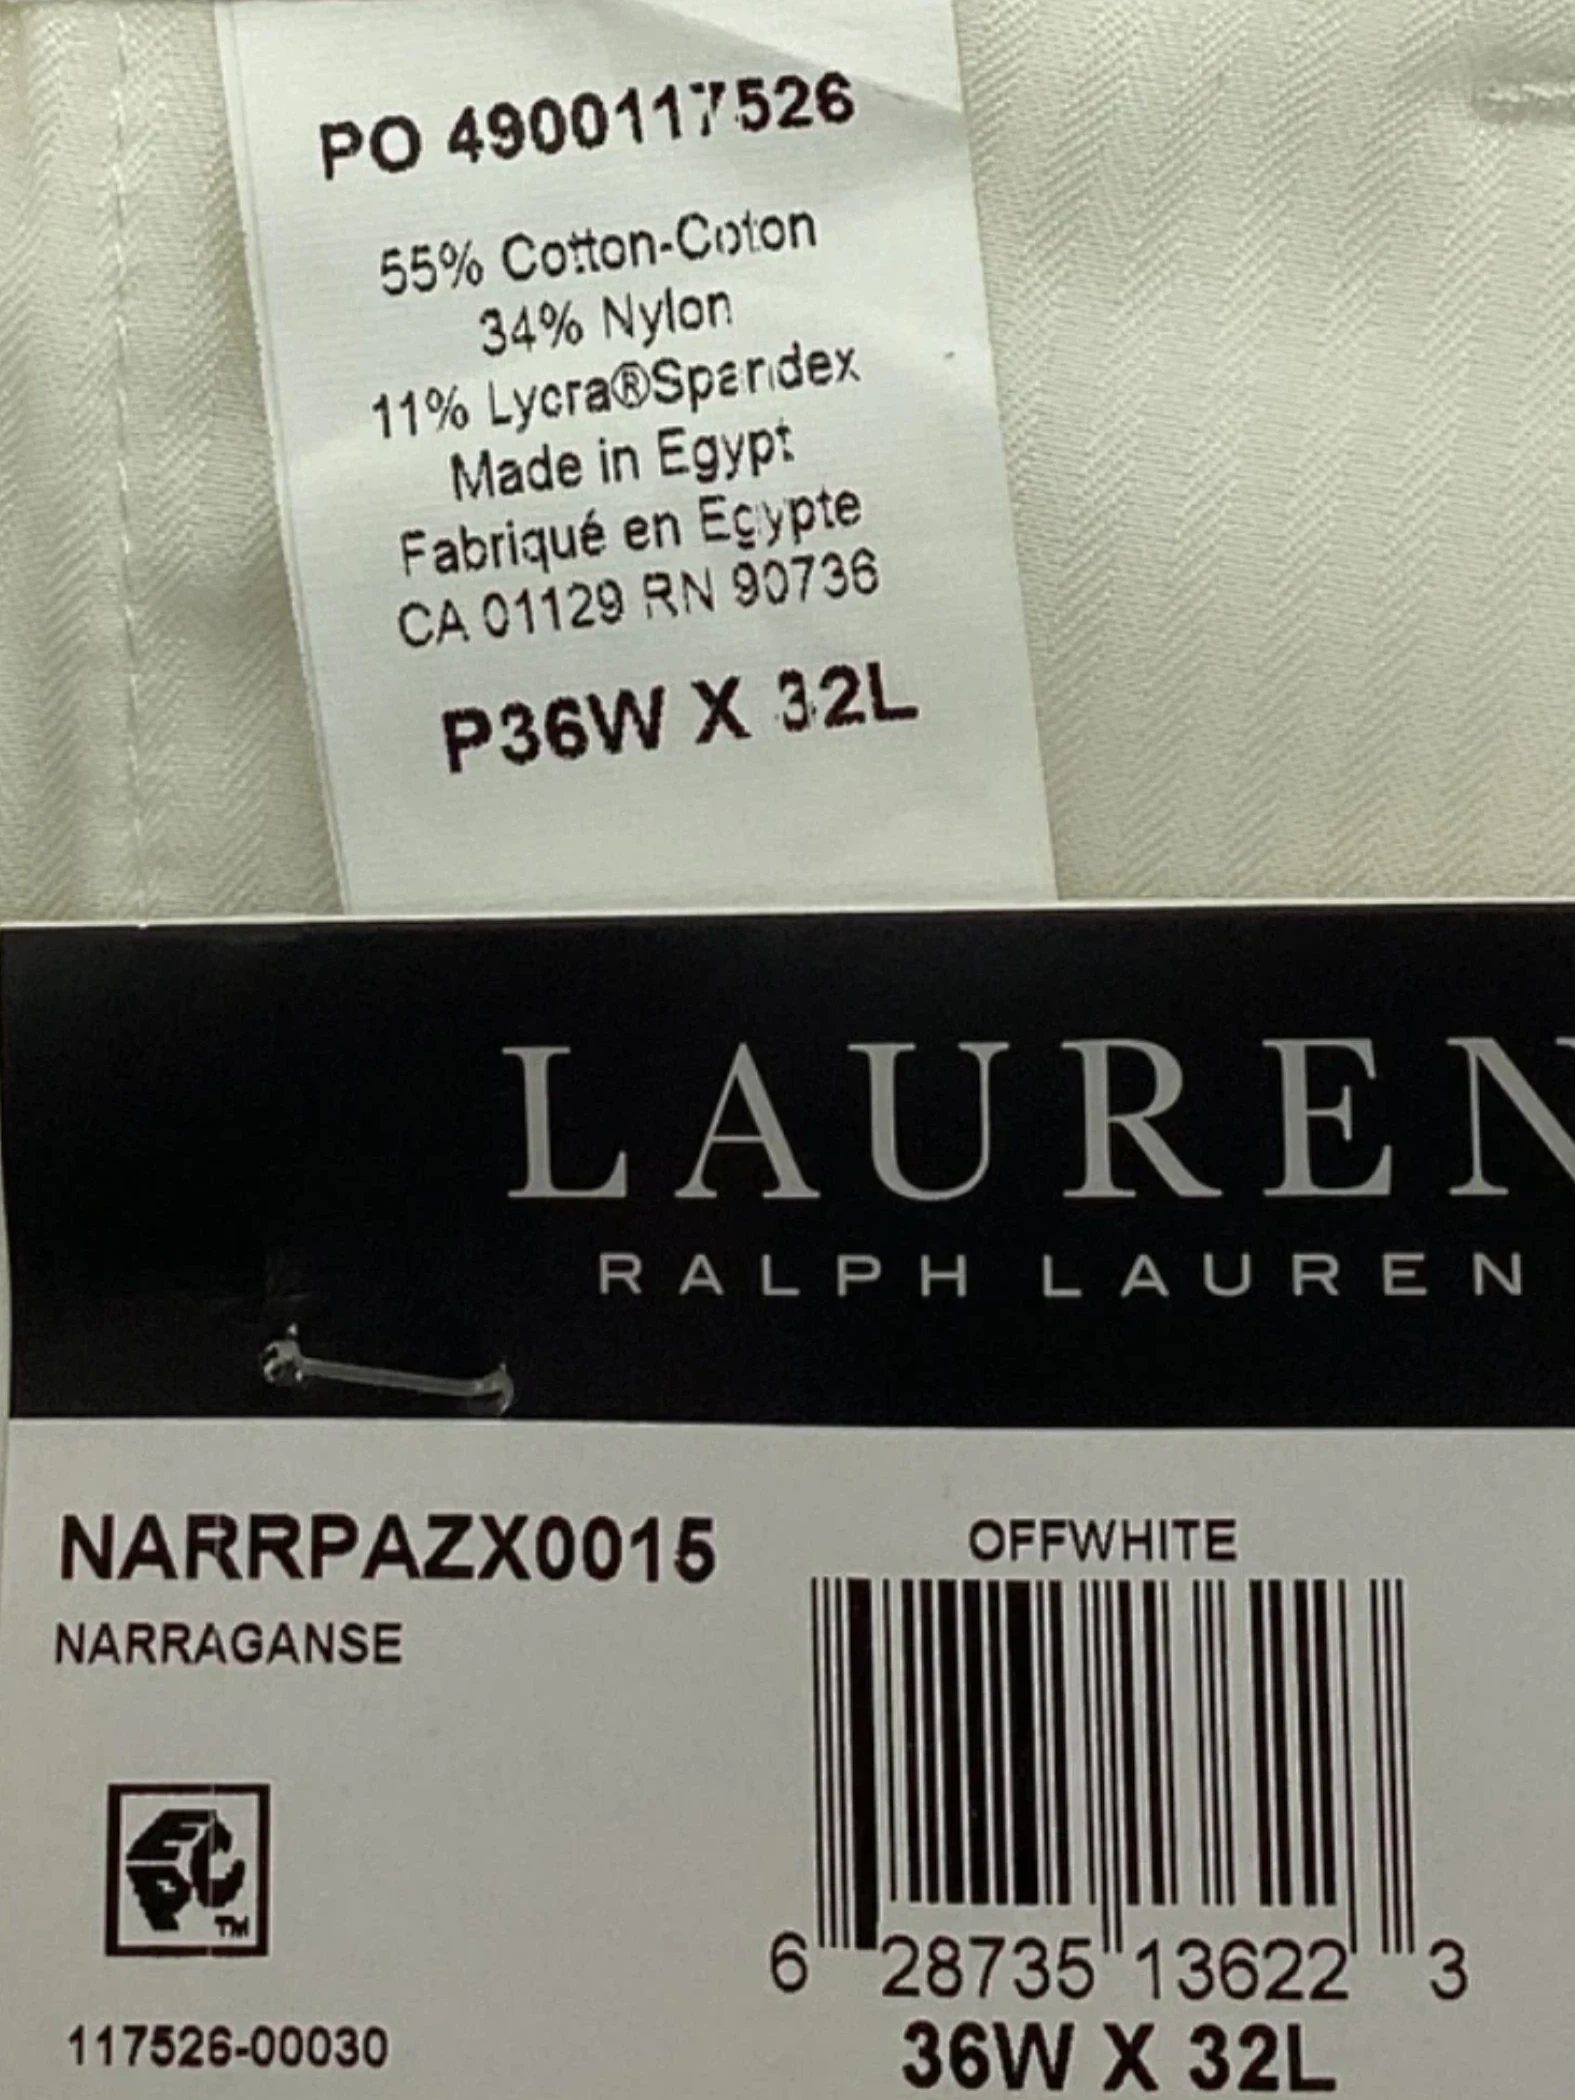 PO 4900117526
55% Cotton-Coton
34% Nylon
11% Lycra®Spandex
Made in Egypt
Fabriqué en Egypte
CA 01129 RN 90736
P36W X 32L
LAUREN
RALPH LAUREN
NARRPAZX0015
NARRAGANSE
OFFWHITE
EPC™
6 28735 13622 3
117526-00030
36W X 32L